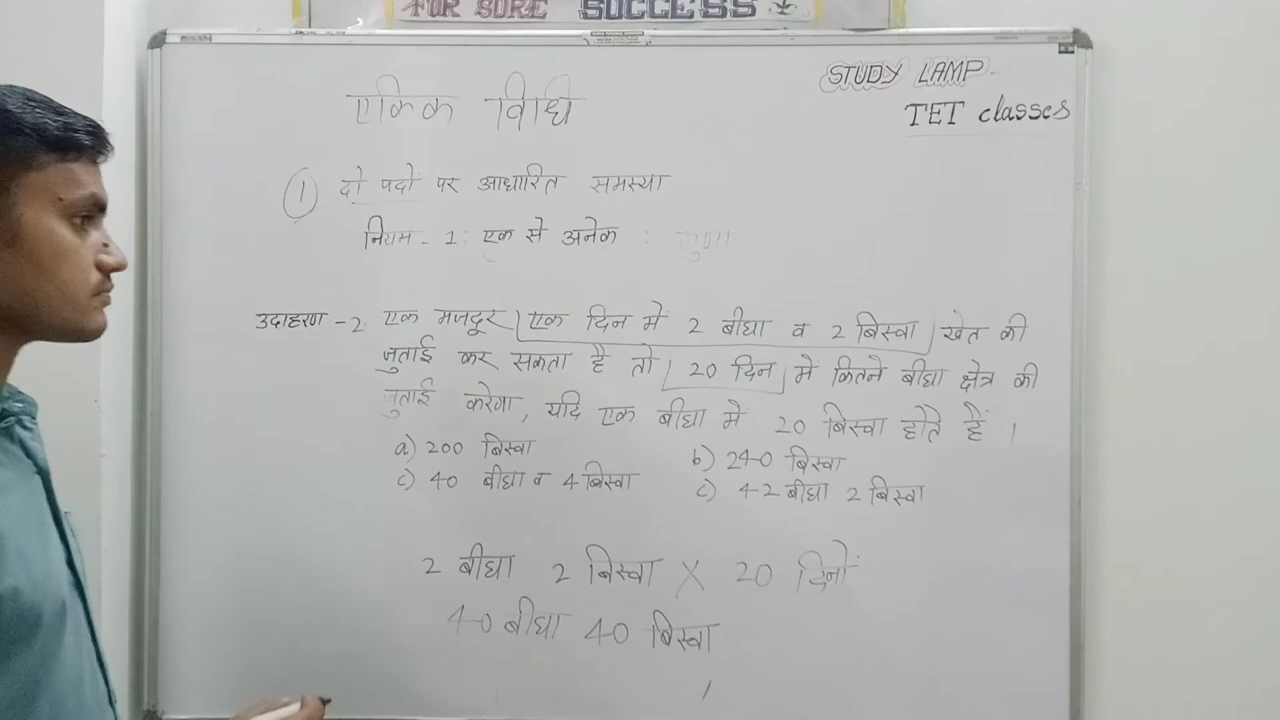 FOR SURE SUCCESS
STUDY LAMP
TET classes
एकिक विधि
1 दो पदों पर आधारित समस्या
नियम - 1: एक से अनेक : गुणा
उदाहरण - 2. एक मजदूर एक दिन में 2 बीघा व 2 बिस्वा खेत की
जुताई कर सकता है तो 20 दिन में कितने बीघा क्षेत्र की
जुताई करेगा, यदि एक बीघा में 20 बिस्वा होते हैं ।
a) 200 बिस्वा b) 240 बिस्वा
c) 40 बीघा व 4 बिस्वा c) 42 बीघा 2 बिस्वा
2 बीघा 2 बिस्वा X 20 दिनों
40 बीघा 40 बिस्वा